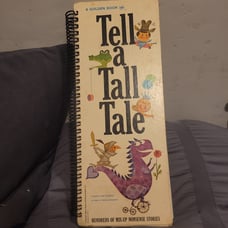 A GOLDEN BOOK OF
Tell
a
Tall
Tale
HUNDREDS OF MIX-UP NONSENSE STORIES